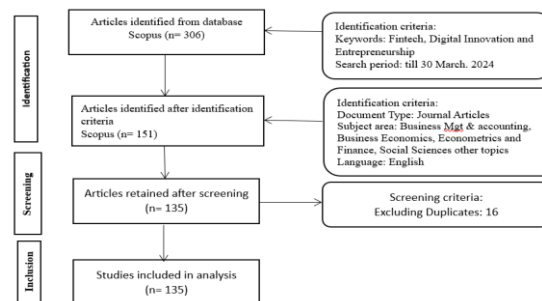 Identification
Articles identified from database
Scopus (n= 306)
Identification criteria:
Keywords: Fintech, Digital Innovation and
Entrepreneurship
Search period: till 30 March. 2024
Articles identified after identification
criteria
Scopus (n= 151)
Identification criteria:
Document Type: Journal Articles
Subject area: Business Mgt & accounting,
Business Economics, Econometrics and
Finance, Social Sciences other topics
Language: English
Screening
Articles retained after screening
(n= 135)
Screening criteria:
Excluding Duplicates: 16
Inclusion
Studies included in analysis
(n= 135)